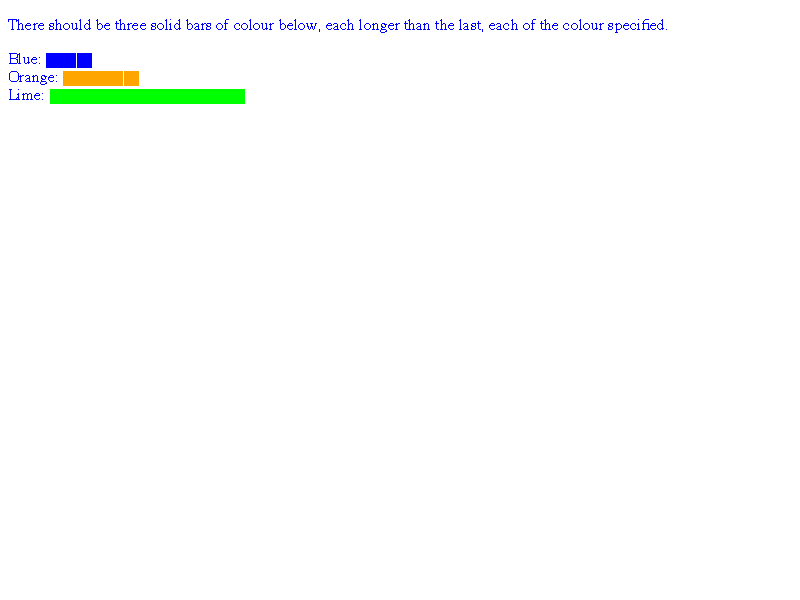 There should be three solid bars of colour below, each longer than the last, each of the colour specified.
Blue:
Orange:
Lime: